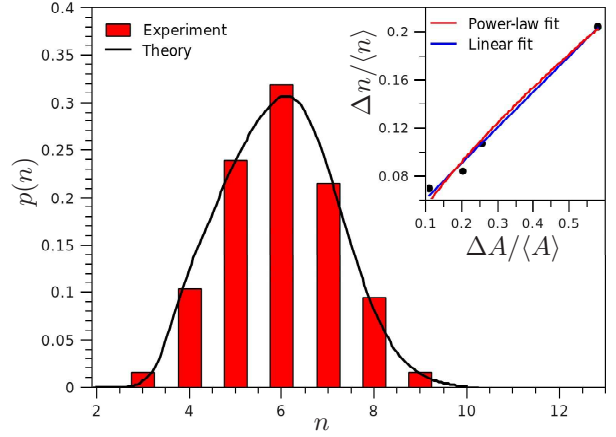 0.4
0.35
0.3
0.25
0.2
0.15
0.1
0.05
0
p(n)
Experiment
Theory
2
4
6
8
10
12
n
Power-law fit
Linear fit
0.2
0.16
0.12
0.08
Δn/⟨n⟩
0.1 0.2 0.3 0.4 0.5
ΔA/⟨A⟩